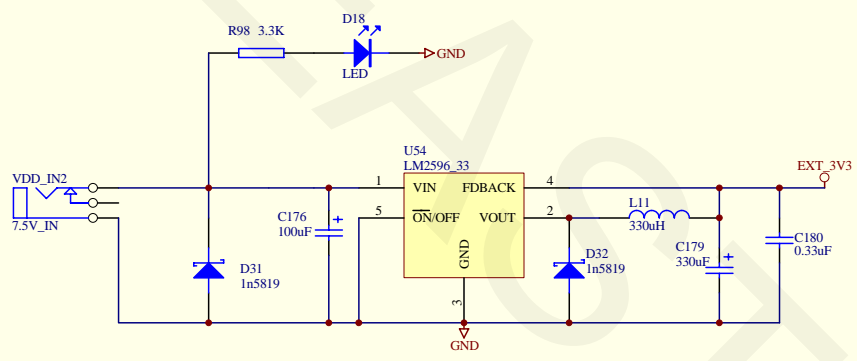 D18
R98 3.3K
GND
LED
U54
LM2596_33
EXT_3V3
VDD_IN2
1
VIN
FDBACK
4
7.5V_IN
5
ON/OFF
VOUT
2
L11
330uH
C176
100uF
GND
C179
330uF
C180
0.33uF
D31
1n5819
D32
1n5819
3
GND